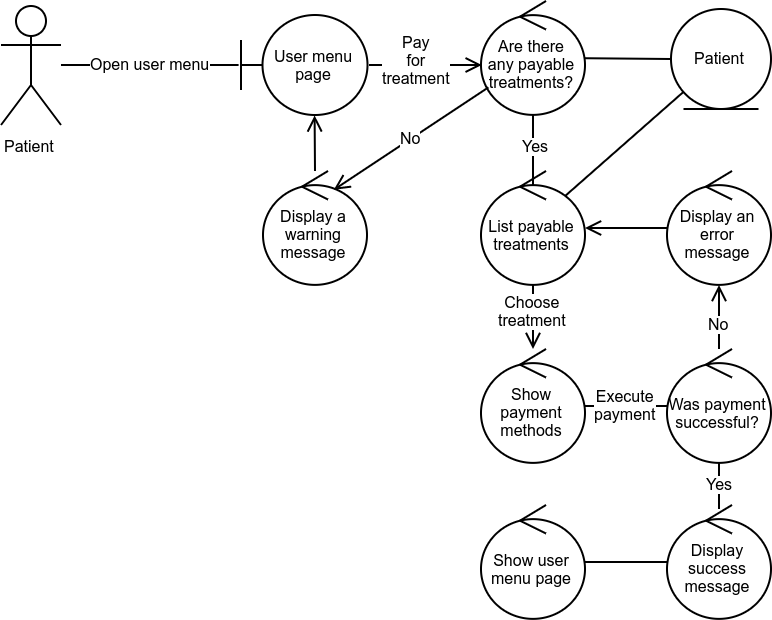 Patient
Open user menu
User menu
page
Pay
for
treatment
Are there
any payable
treatments?
Patient
No
Yes
Display a
warning
message
List payable
treatments
Display an
error
message
Choose
treatment
No
Show
payment
methods
Execute
payment
Was payment
successful?
Yes
Show user
menu page
Display
success
message